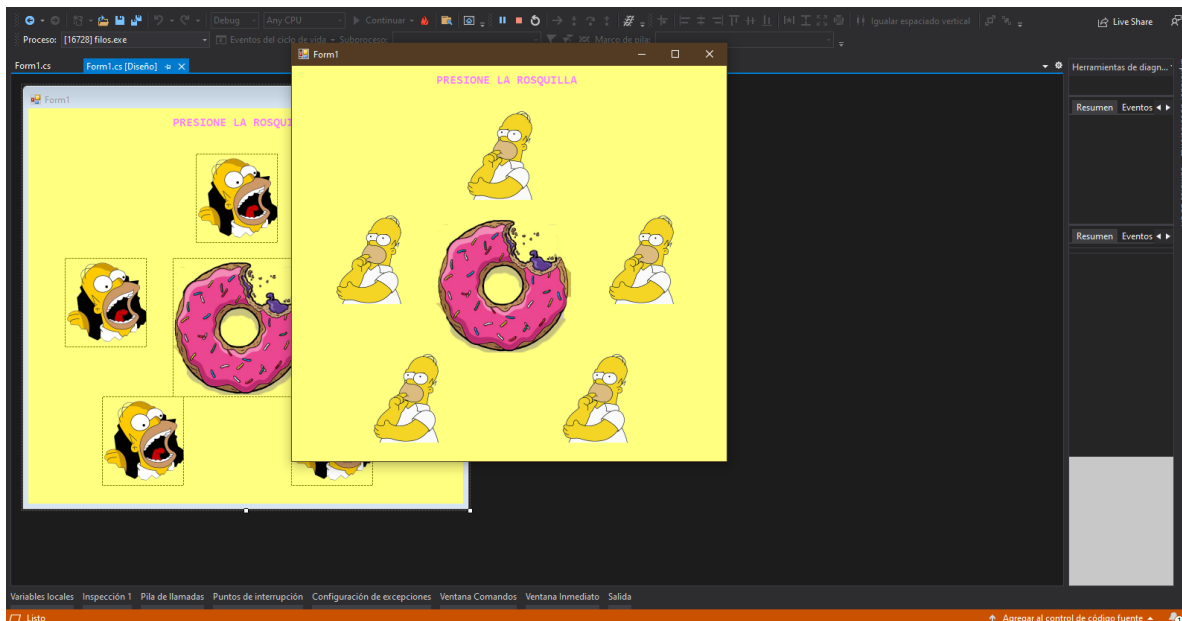 Debug Any CPU Continuar Igualar espaciado vertical Live Share
Proceso: [16728] filos.exe Eventos del ciclo de vida Subproceso: Marco de pila:
Form1
Form1.cs Form1.cs [Diseño] Herramientas de diagn...
PRESIONE LA ROSQUILLA
Form1
Resumen Eventos
PRESIONE LA ROSQU
Resumen Eventos
Variables locales Inspección 1 Pila de llamadas Puntos de interrupción Configuración de excepciones Ventana Comandos Ventana Inmediato Salida
Listo Agregar al control de código fuente 1